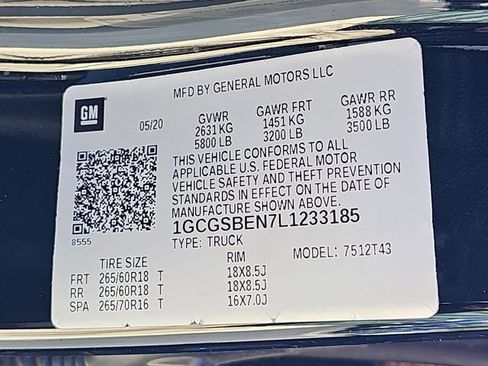 MFD BY GENERAL MOTORS LLC
GM
05/20
GVWR GAWR FRT GAWR RR
2631 KG 1451 KG 1588 KG
5800 LB 3200 LB 3500 LB
THIS VEHICLE CONFORMS TO ALL
APPLICABLE U.S. FEDERAL MOTOR
VEHICLE SAFETY AND THEFT PREVENTION
STANDARDS IN EFFECT ON THE DATE OF
MANUFACTURE SHOWN ABOVE.
8555
1GCGSBEN7L1233185
TYPE: TRUCK MODEL: 7512T43
TIRE SIZE RIM
FRT 265/60R18 T 18X8.5J
RR 265/60R18 T 18X8.5J
SPA 265/70R16 T 16X7.0J